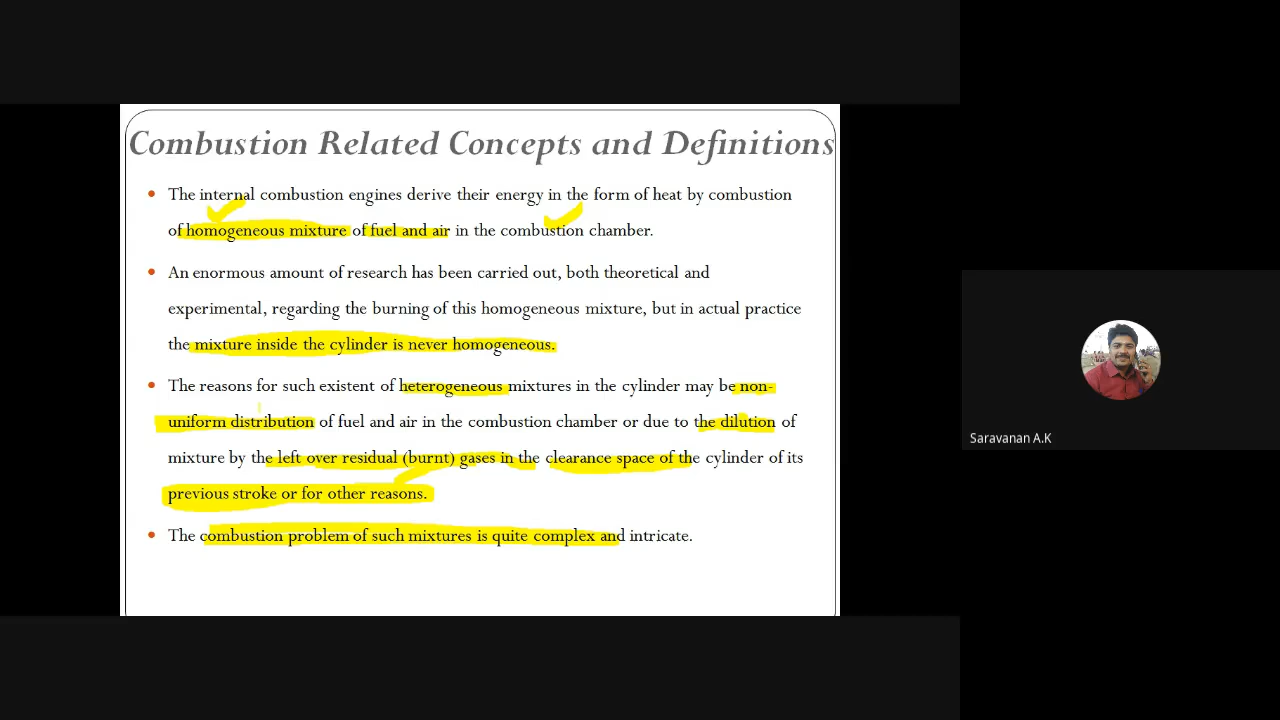 Combustion Related Concepts and Definitions
• The internal combustion engines derive their energy in the form of heat by combustion
of homogeneous mixture of fuel and air in the combustion chamber.
• An enormous amount of research has been carried out, both theoretical and
experimental, regarding the burning of this homogeneous mixture, but in actual practice
the mixture inside the cylinder is never homogeneous.
• The reasons for such existent of heterogeneous mixtures in the cylinder may be non-
uniform distribution of fuel and air in the combustion chamber or due to the dilution of
mixture by the left over residual (burnt) gases in the clearance space of the cylinder of its
previous stroke or for other reasons.
• The combustion problem of such mixtures is quite complex and intricate.
Saravanan A.K